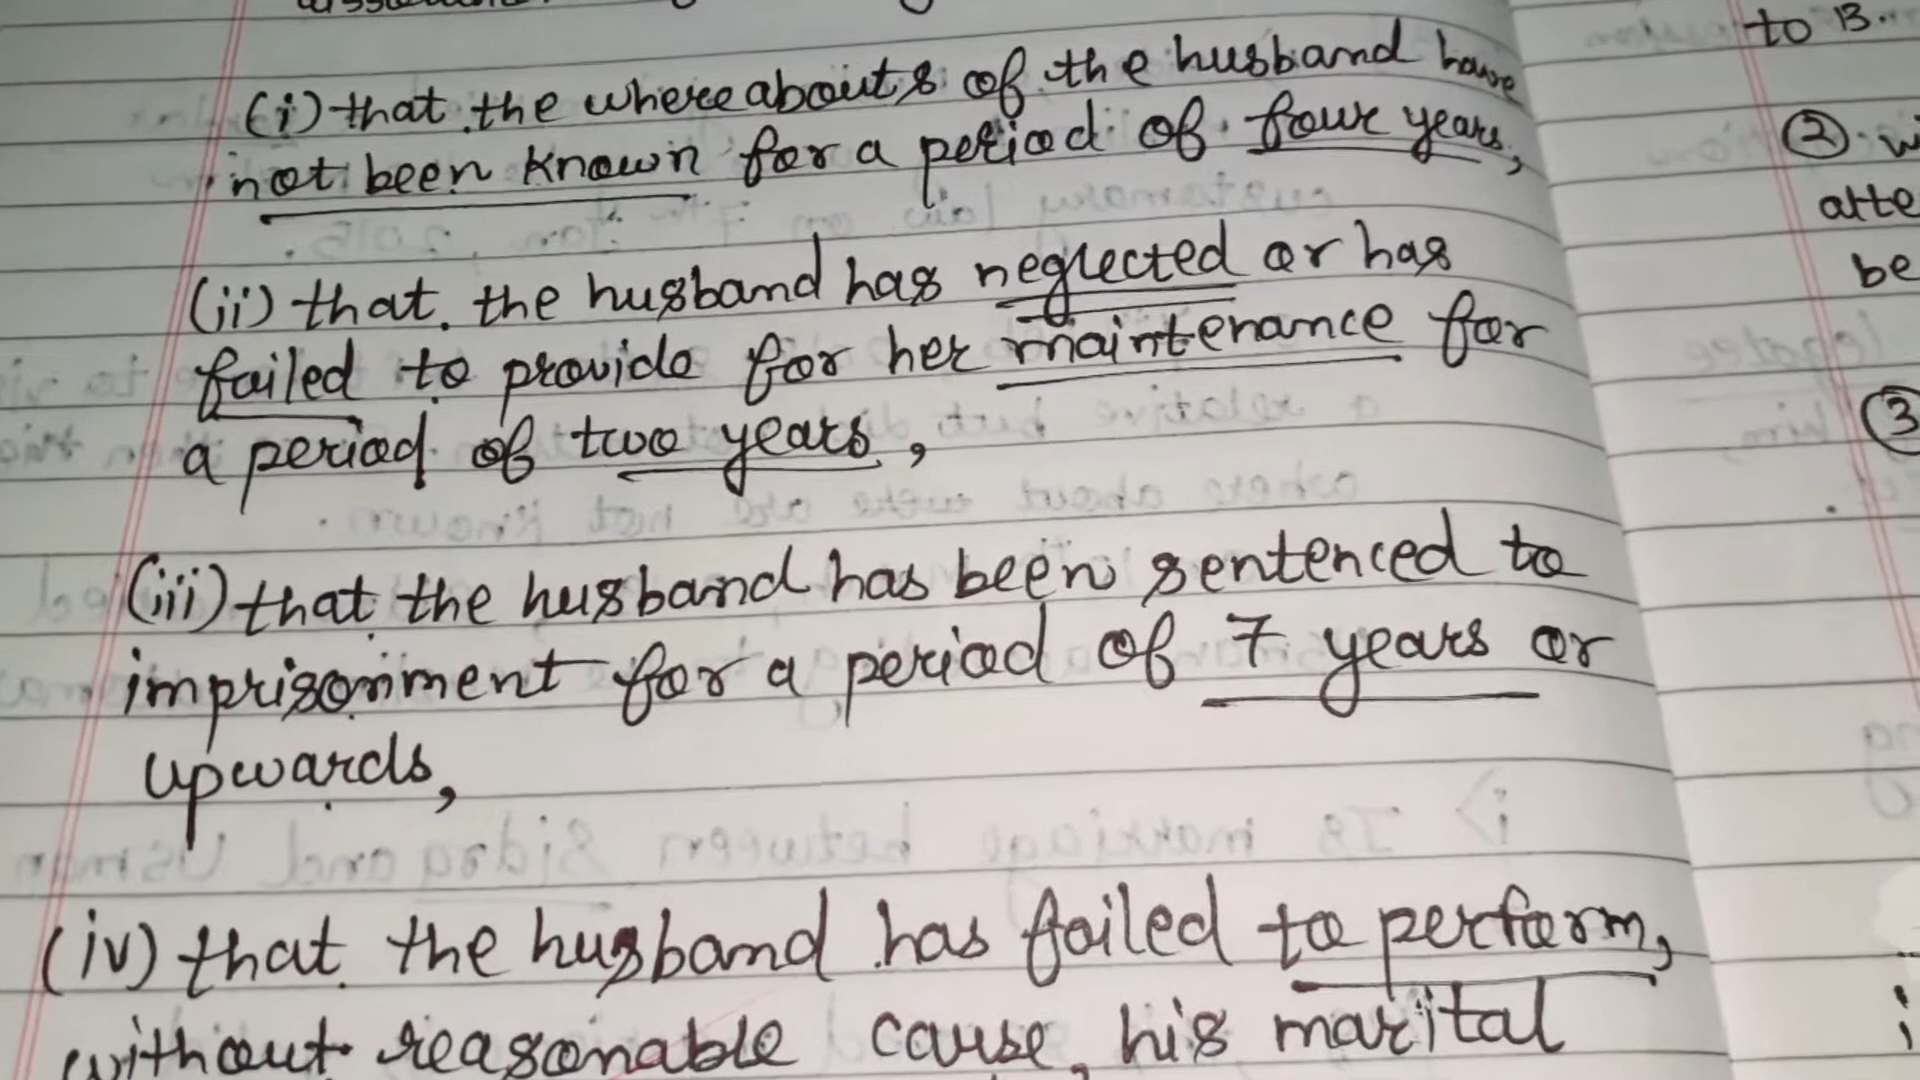 (i) that the whereabouts of the husband have
not been known for a period of four years,
(ii) that the husband has neglected or has
failed to provide for her maintenance for
a period of two years,
(iii) that the husband has been sentenced to
imprisonment for a period of 7 years or
upwards,
(iv) that the husband has failed to perform,
without reasonable cause, his marital
to B.
②
atte
be
③